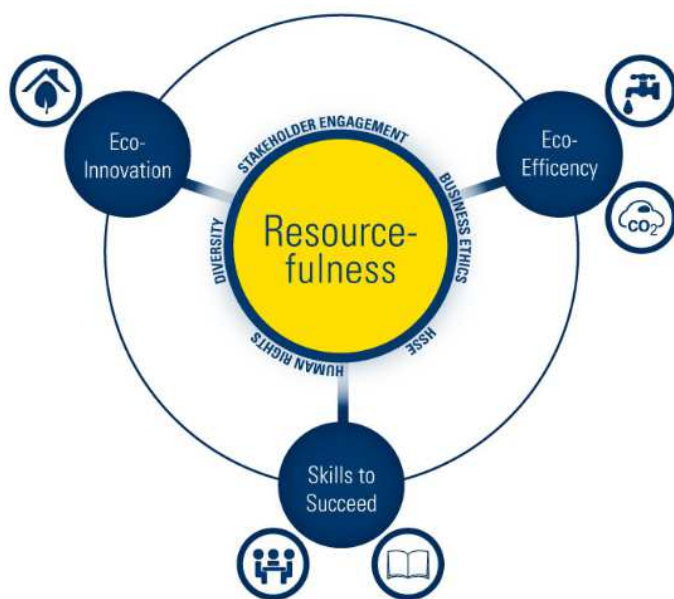 Eco-
Innovation
Eco-
Efficency
CO2
STAKEHOLDER ENGAGEMENT
BUSINESS ETHICS
DIVERSITY
Resource-
fulness
HSSE
HUMAN RIGHTS
Skills to
Succeed